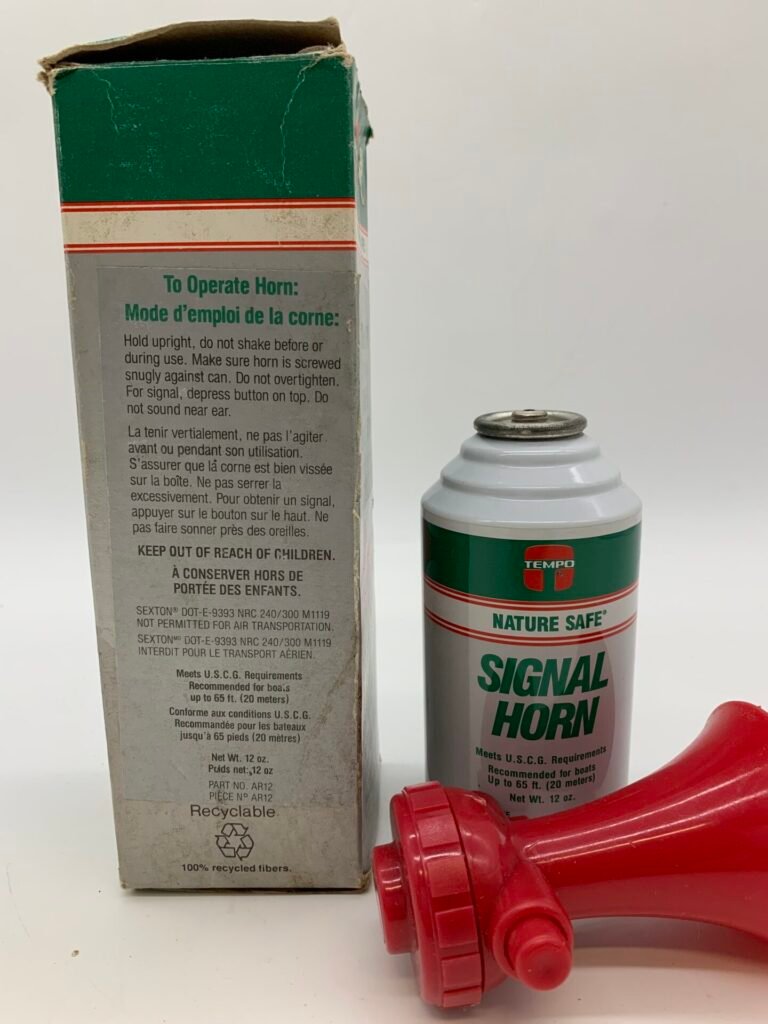 To Operate Horn:
Mode d'emploi de la corne:
Hold upright, do not shake before or
during use. Make sure horn is screwed
snugly against can. Do not overtighten.
For signal, depress button on top. Do
not sound near ear.
La tenir vertialement, ne pas l'agiter
avant ou pendant son utilisation.
S'assurer que la corne est bien vissée
sur la boîte. Ne pas serrer la
excessivement. Pour obtenir un signal,
appuyer sur le bouton sur le haut. Ne
pas faire sonner près des oreilles.
KEEP OUT OF REACH OF CHILDREN.
À CONSERVER HORS DE
PORTÉE DES ENFANTS.
SEXTON® DOT-E-9393 NRC 240/300 M1119
NOT PERMITTED FOR AIR TRANSPORTATION.
SEXTON
DOT-E-9393 NRC 240/300 M1119
INTERDIT POUR LE TRANSPORT AÉRIEN.
Meets U.S.C.G. Requirements
Recommended for boats
up to 65 ft. (20 meters)
Conforme aux conditions U.S.C.G.
Recommandée pour les bateaux
jusqu'à 65 pieds (20 mètres)
Net Wt. 12 oz.
Puids net: 12 oz
PART NO. AR12
PIÈCE Nº AR12
Recyclable
100% recycled fibers.
TEMPO
NATURE SAFE®
SIGNAL
HORN
Meets U.S.C.G. Requirements
Recommended for boats
Up to 65 ft. (20 meters)
Net Wt. 12 oz.